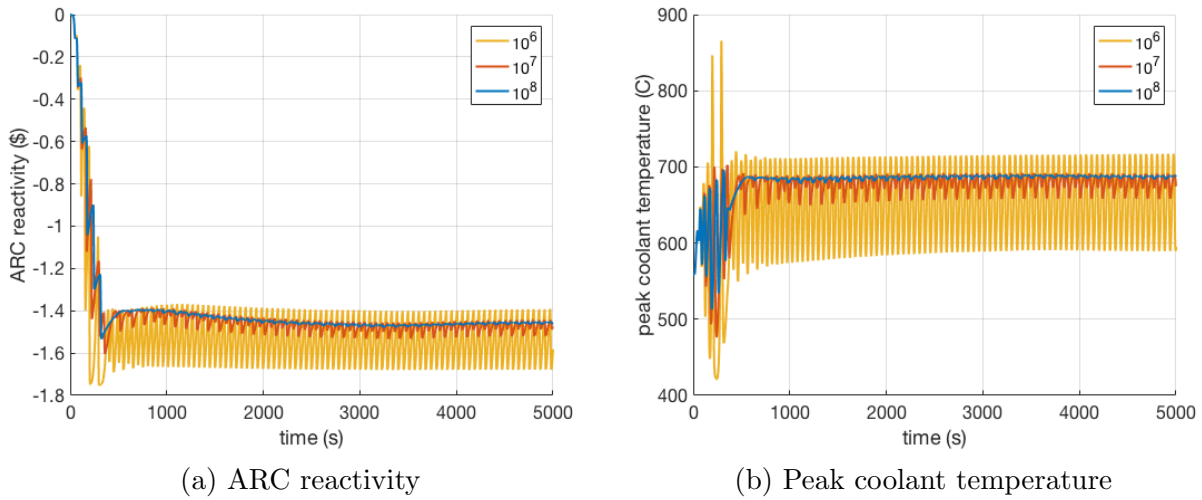 0
-0.2
-0.4
-0.6
-0.8
-1
-1.2
-1.4
-1.6
-1.8
ARC reactivity ($)
10^6
10^7
10^8
0 1000 2000 3000 4000 5000
time (s)
(a) ARC reactivity
900
800
700
600
500
400
peak coolant temperature (C)
10^6
10^7
10^8
0 1000 2000 3000 4000 5000
time (s)
(b) Peak coolant temperature